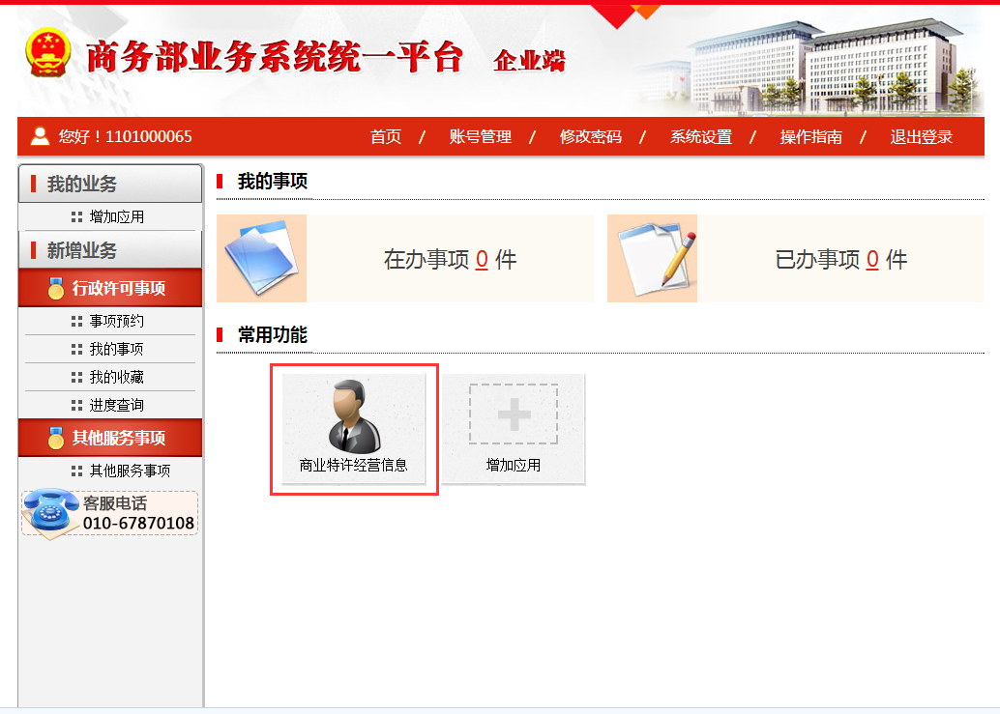 商务部业务系统统一平台 企业端
您好！1101000065 首页 / 账号管理 / 修改密码 / 系统设置 / 操作指南 / 退出登录
我的业务
增加应用
新增业务
行政许可事项
事项预约
我的事项
我的收藏
进度查询
其他服务事项
其他服务事项
客服电话
010-67870108
我的事项
在办事项 0 件
已办事项 0 件
常用功能
商业特许经营信息
增加应用